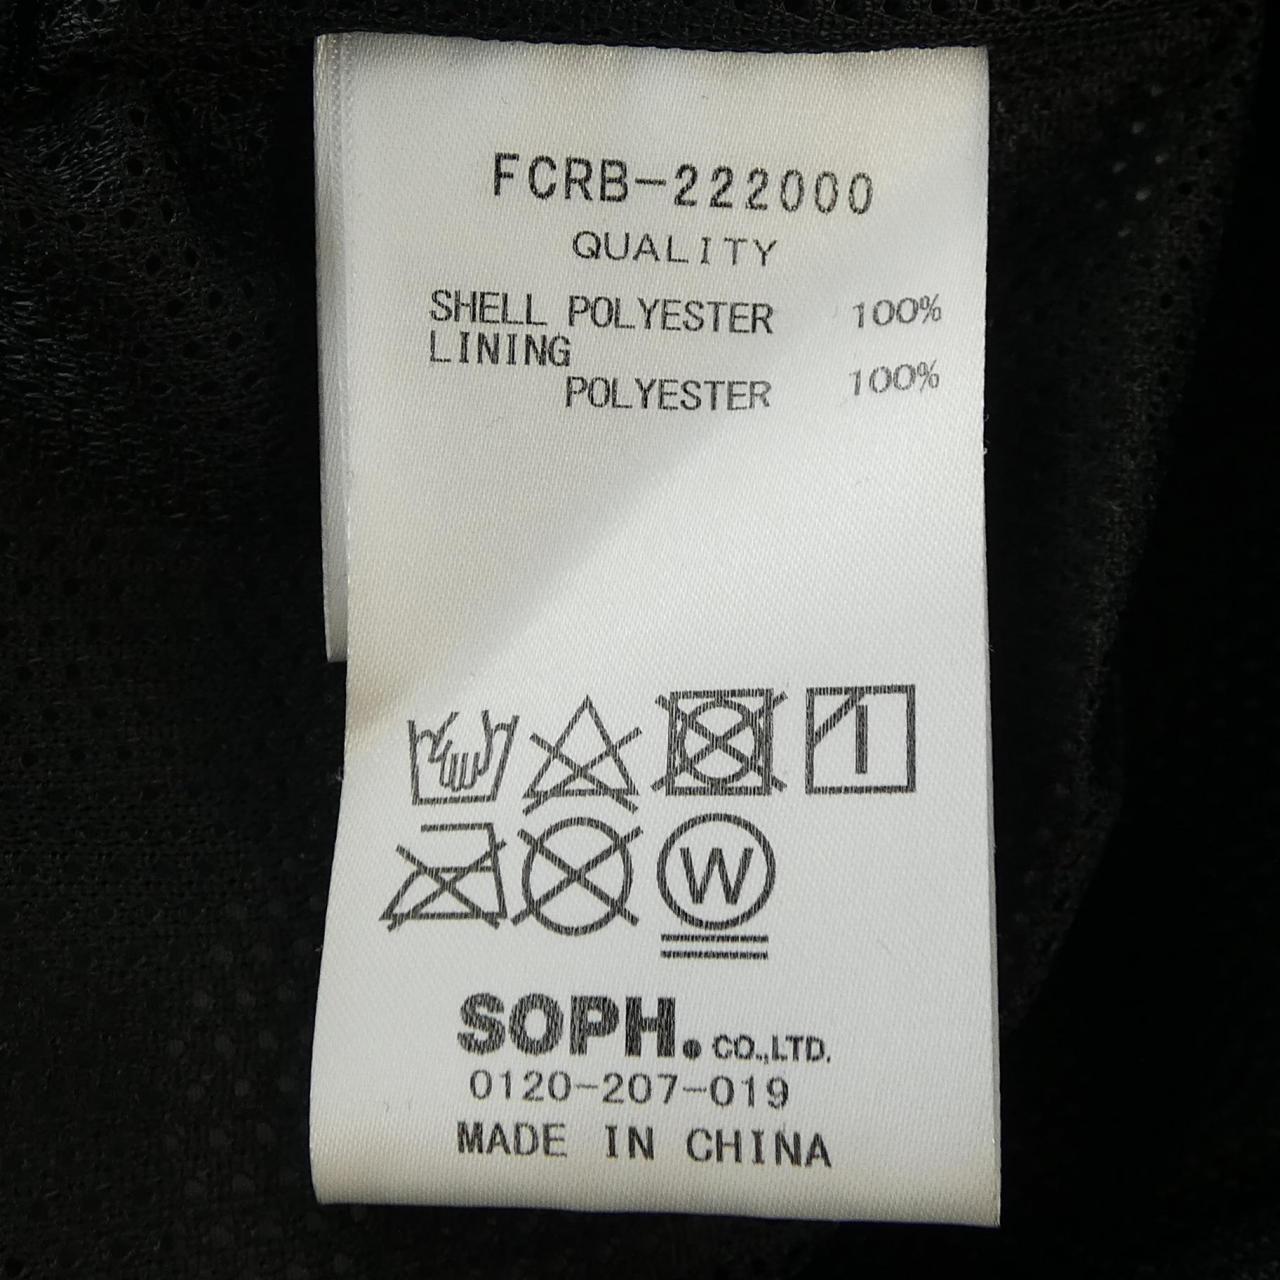 FCRB-222000
QUALITY
SHELL POLYESTER 100%
LINING
POLYESTER 100%
W
SOPH. CO.,LTD.
0120-207-019
MADE IN CHINA